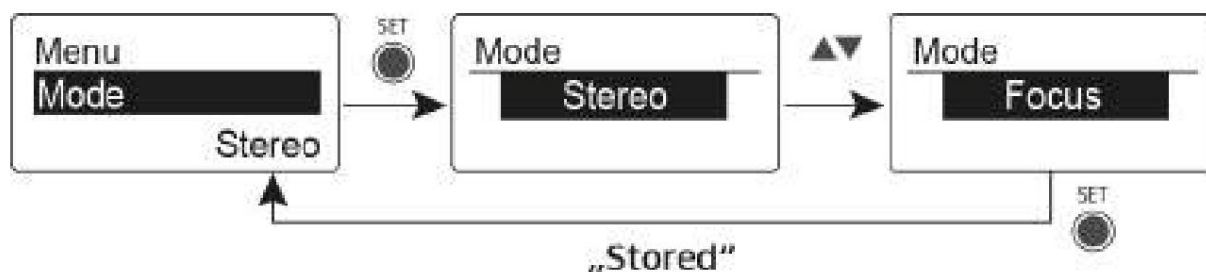 Menu
Mode
Stereo
SET
Mode
Stereo
▲▼
Mode
Focus
SET
„Stored“